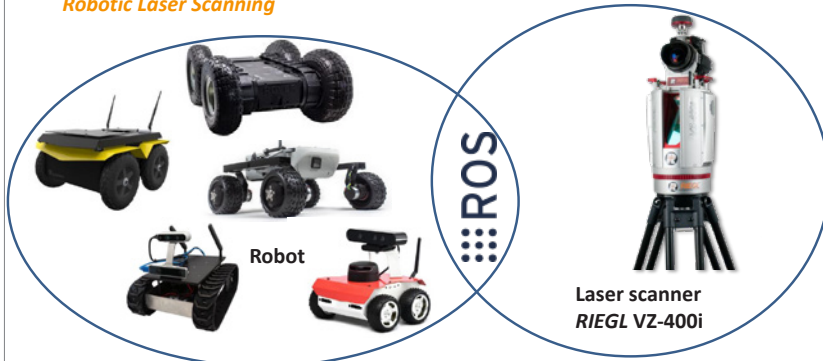 Robotic Laser Scanning
ROS
Robot
Laser scanner
RIEGL VZ-400i